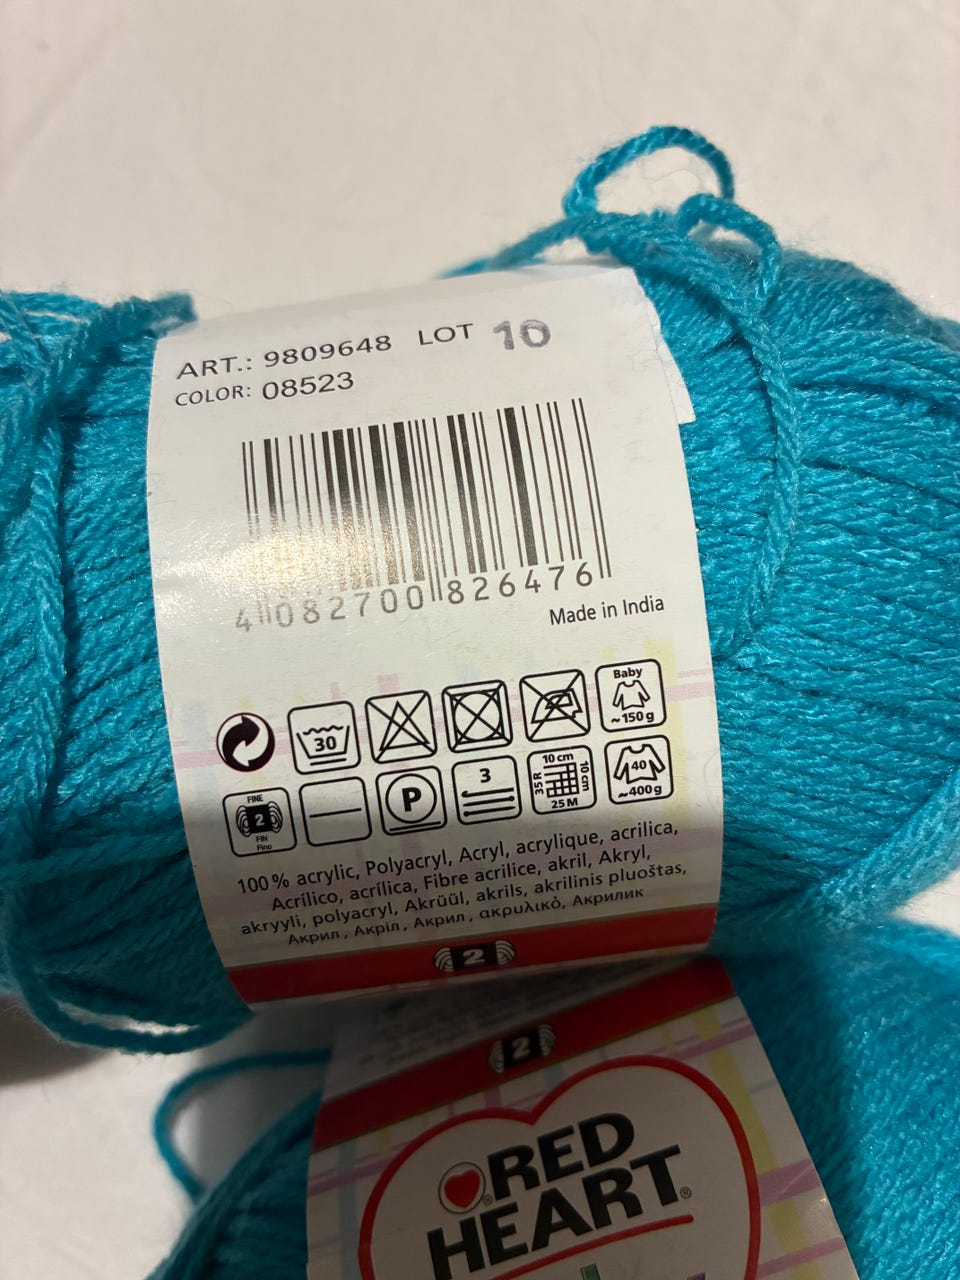 ART.: 9809648 LOT 10
COLOR: 08523
4 082700 826476
Made in India
30
Baby
~150 g
FINE
2
FIN
Fino
P
3
10 cm
35 R
10 cm
25 M
40
~400 g
100 % acrylic, Polyacryl, Acryl, acrylique, acrilica,
Acrílico, acrílica, Fibre acrilice, akril, Akryl,
akryyli, polyacryl, Akrüül, akrils, akrilinis pluoštas,
Акрил , Акріл , Акрил , ακρυλικό, Акрилик
2
2
RED
HEART®